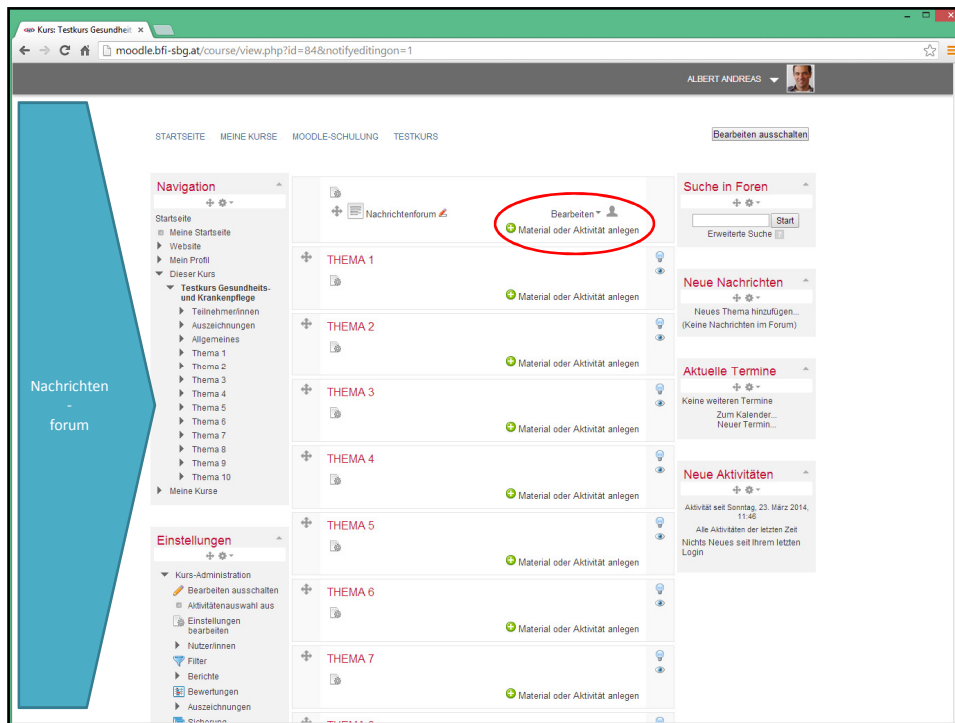 Kurs: Testkurs Gesundheit
moodle.bfi-sbg.at/course/view.php?id=84&notifyeditingon=1
ALBERT ANDREAS
Nachrichten
-
forum
STARTSEITE MEINE KURSE MOODLE-SCHULUNG TESTKURS
Bearbeiten ausschalten
Navigation
Startseite
Meine Startseite
Website
Mein Profil
Dieser Kurs
Testkurs Gesundheits-
und Krankenpflege
Teilnehmer/innen
Auszeichnungen
Allgemeines
Thema 1
Thema 2
Thema 3
Thema 4
Thema 5
Thema 6
Thema 7
Thema 8
Thema 9
Thema 10
Meine Kurse
Einstellungen
Kurs-Administration
Bearbeiten ausschalten
Aktivitätenauswahl aus
Einstellungen
bearbeiten
Nutzer/innen
Filter
Berichte
Bewertungen
Auszeichnungen
Sicherung
Nachrichtenforum
Bearbeiten
Material oder Aktivität anlegen
THEMA 1
Material oder Aktivität anlegen
THEMA 2
Material oder Aktivität anlegen
THEMA 3
Material oder Aktivität anlegen
THEMA 4
Material oder Aktivität anlegen
THEMA 5
Material oder Aktivität anlegen
THEMA 6
Material oder Aktivität anlegen
THEMA 7
Material oder Aktivität anlegen
Suche in Foren
Start
Erweiterte Suche
Neue Nachrichten
Neues Thema hinzufügen...
(Keine Nachrichten im Forum)
Aktuelle Termine
Keine weiteren Termine
Zum Kalender...
Neuer Termin...
Neue Aktivitäten
Aktivität seit Sonntag, 23. März 2014,
11:46
Alle Aktivitäten der letzten Zeit
Nichts Neues seit Ihrem letzten
Login